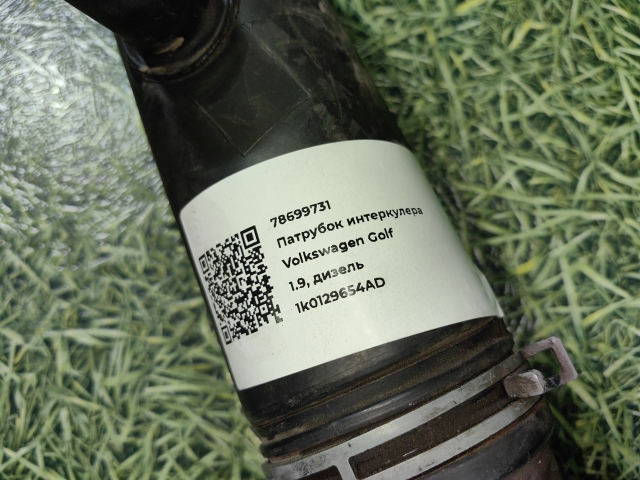 78699731
Патрубок интеркулера
Volkswagen Golf
1.9, дизель
1k0129654AD